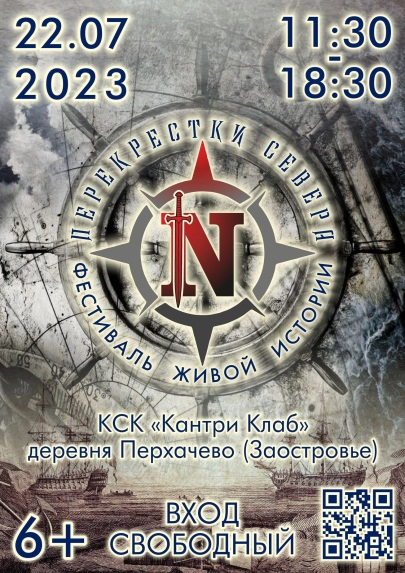 22.07
2023
11:30
-
18:30
ПЕРЕКРЕСТКИ СЕВЕРА
N
ФЕСТИВАЛЬ ЖИВОЙ ИСТОРИИ
КСК «Кантри Клаб»
деревня Перхачево (Заостровье)
6+
ВХОД
СВОБОДНЫЙ